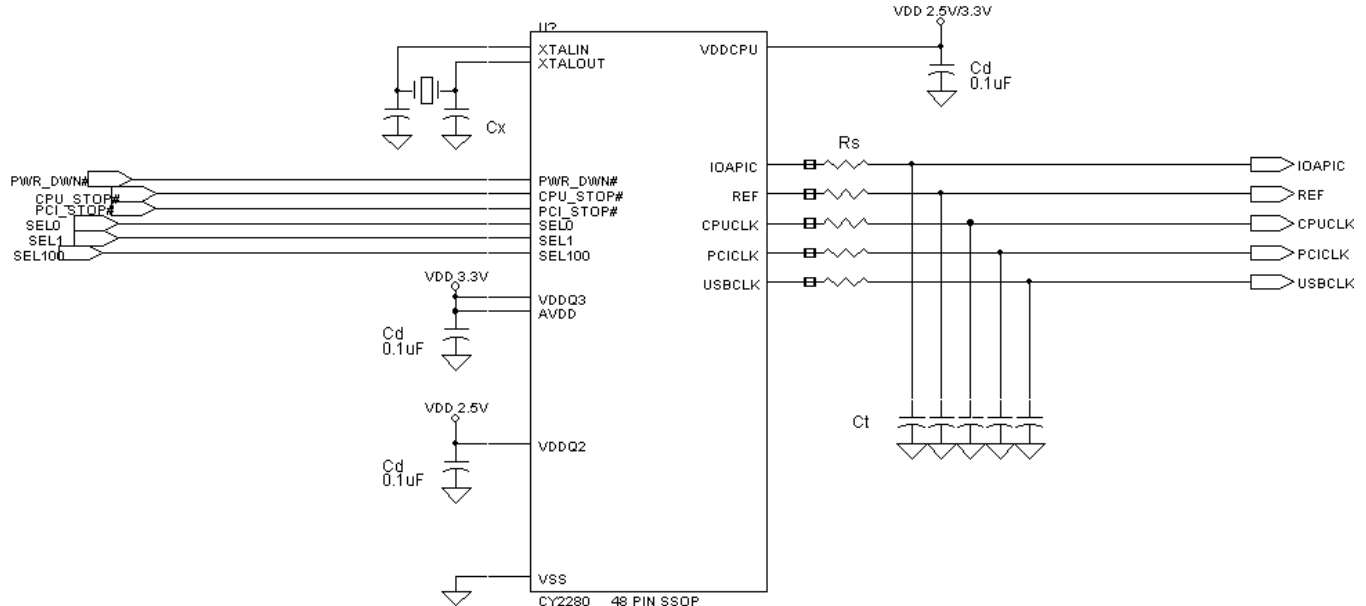 VDD 2.5V/3.3V
U?
XTALIN
XTALOUT
VDDCPU
Cd
0.1uF
Cx
Rs
PWR_DWN#
CPU_STOP#
PCI_STOP#
SEL0
SEL1
SEL100
PWR_DWN#
CPU_STOP#
PCI_STOP#
SEL0
SEL1
SEL100
IOAPIC
REF
CPUCLK
PCICLK
USBCLK
IOAPIC
REF
CPUCLK
PCICLK
USBCLK
VDD 3.3V
VDDQ3
AVDD
Cd
0.1uF
VDD 2.5V
VDDQ2
Cd
0.1uF
Ct
VSS
CY2280 48 PIN SSOP